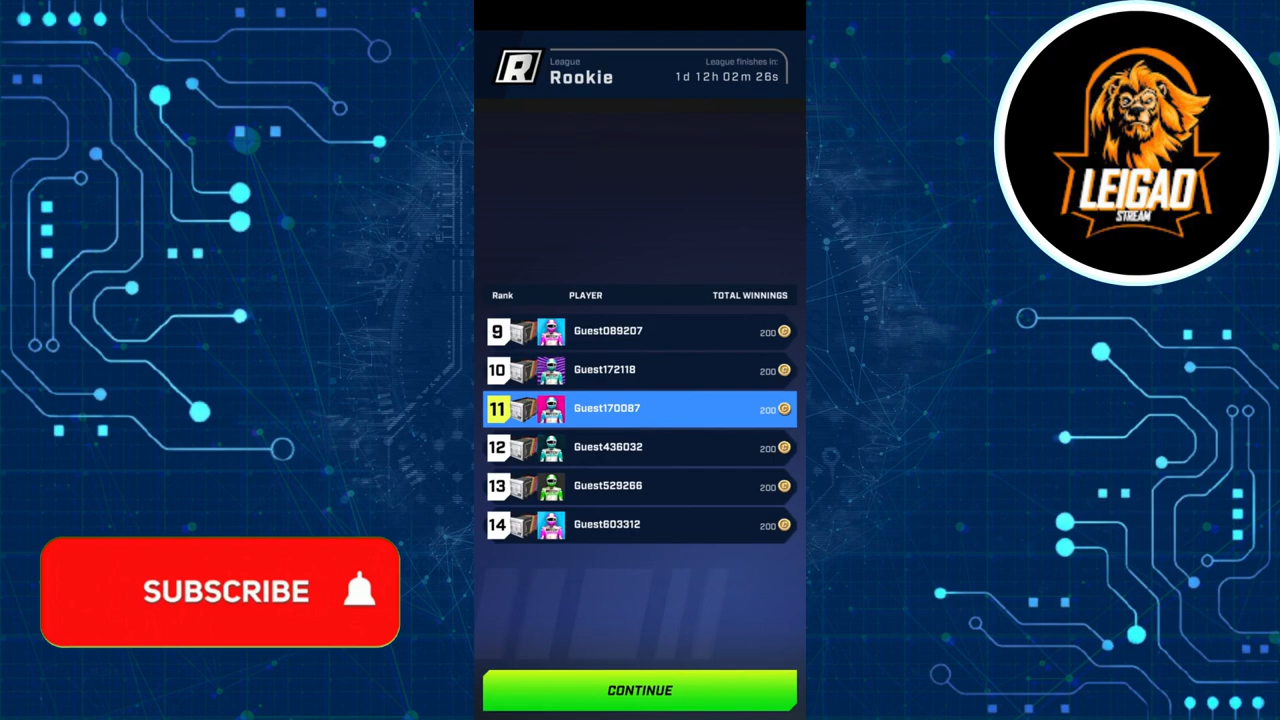 League
Rookie
League finishes in:
1d 12h 02m 26s
Rank PLAYER TOTAL WINNINGS
9 Guest089207 200
10 Guest172118 200
11 Guest170087 200
12 Guest436032 200
13 Guest529266 200
14 Guest603312 200
CONTINUE
SUBSCRIBE
LEIGAO
STREAM